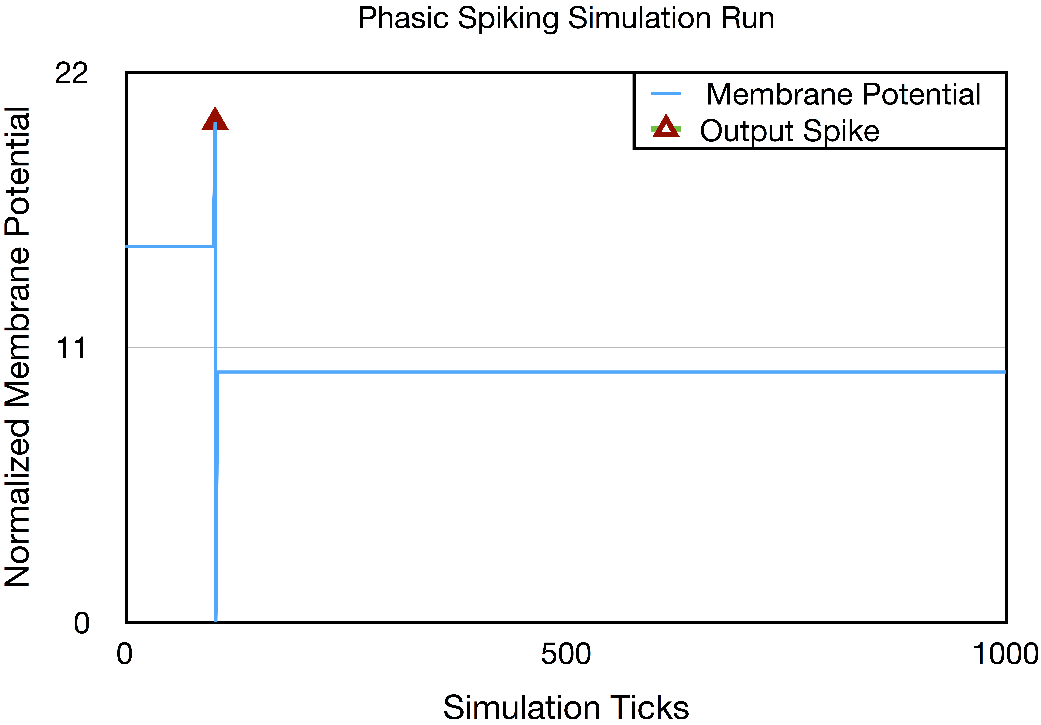 Phasic Spiking Simulation Run
22
Membrane Potential
Output Spike
Normalized Membrane Potential
11
0
0 500 1000
Simulation Ticks